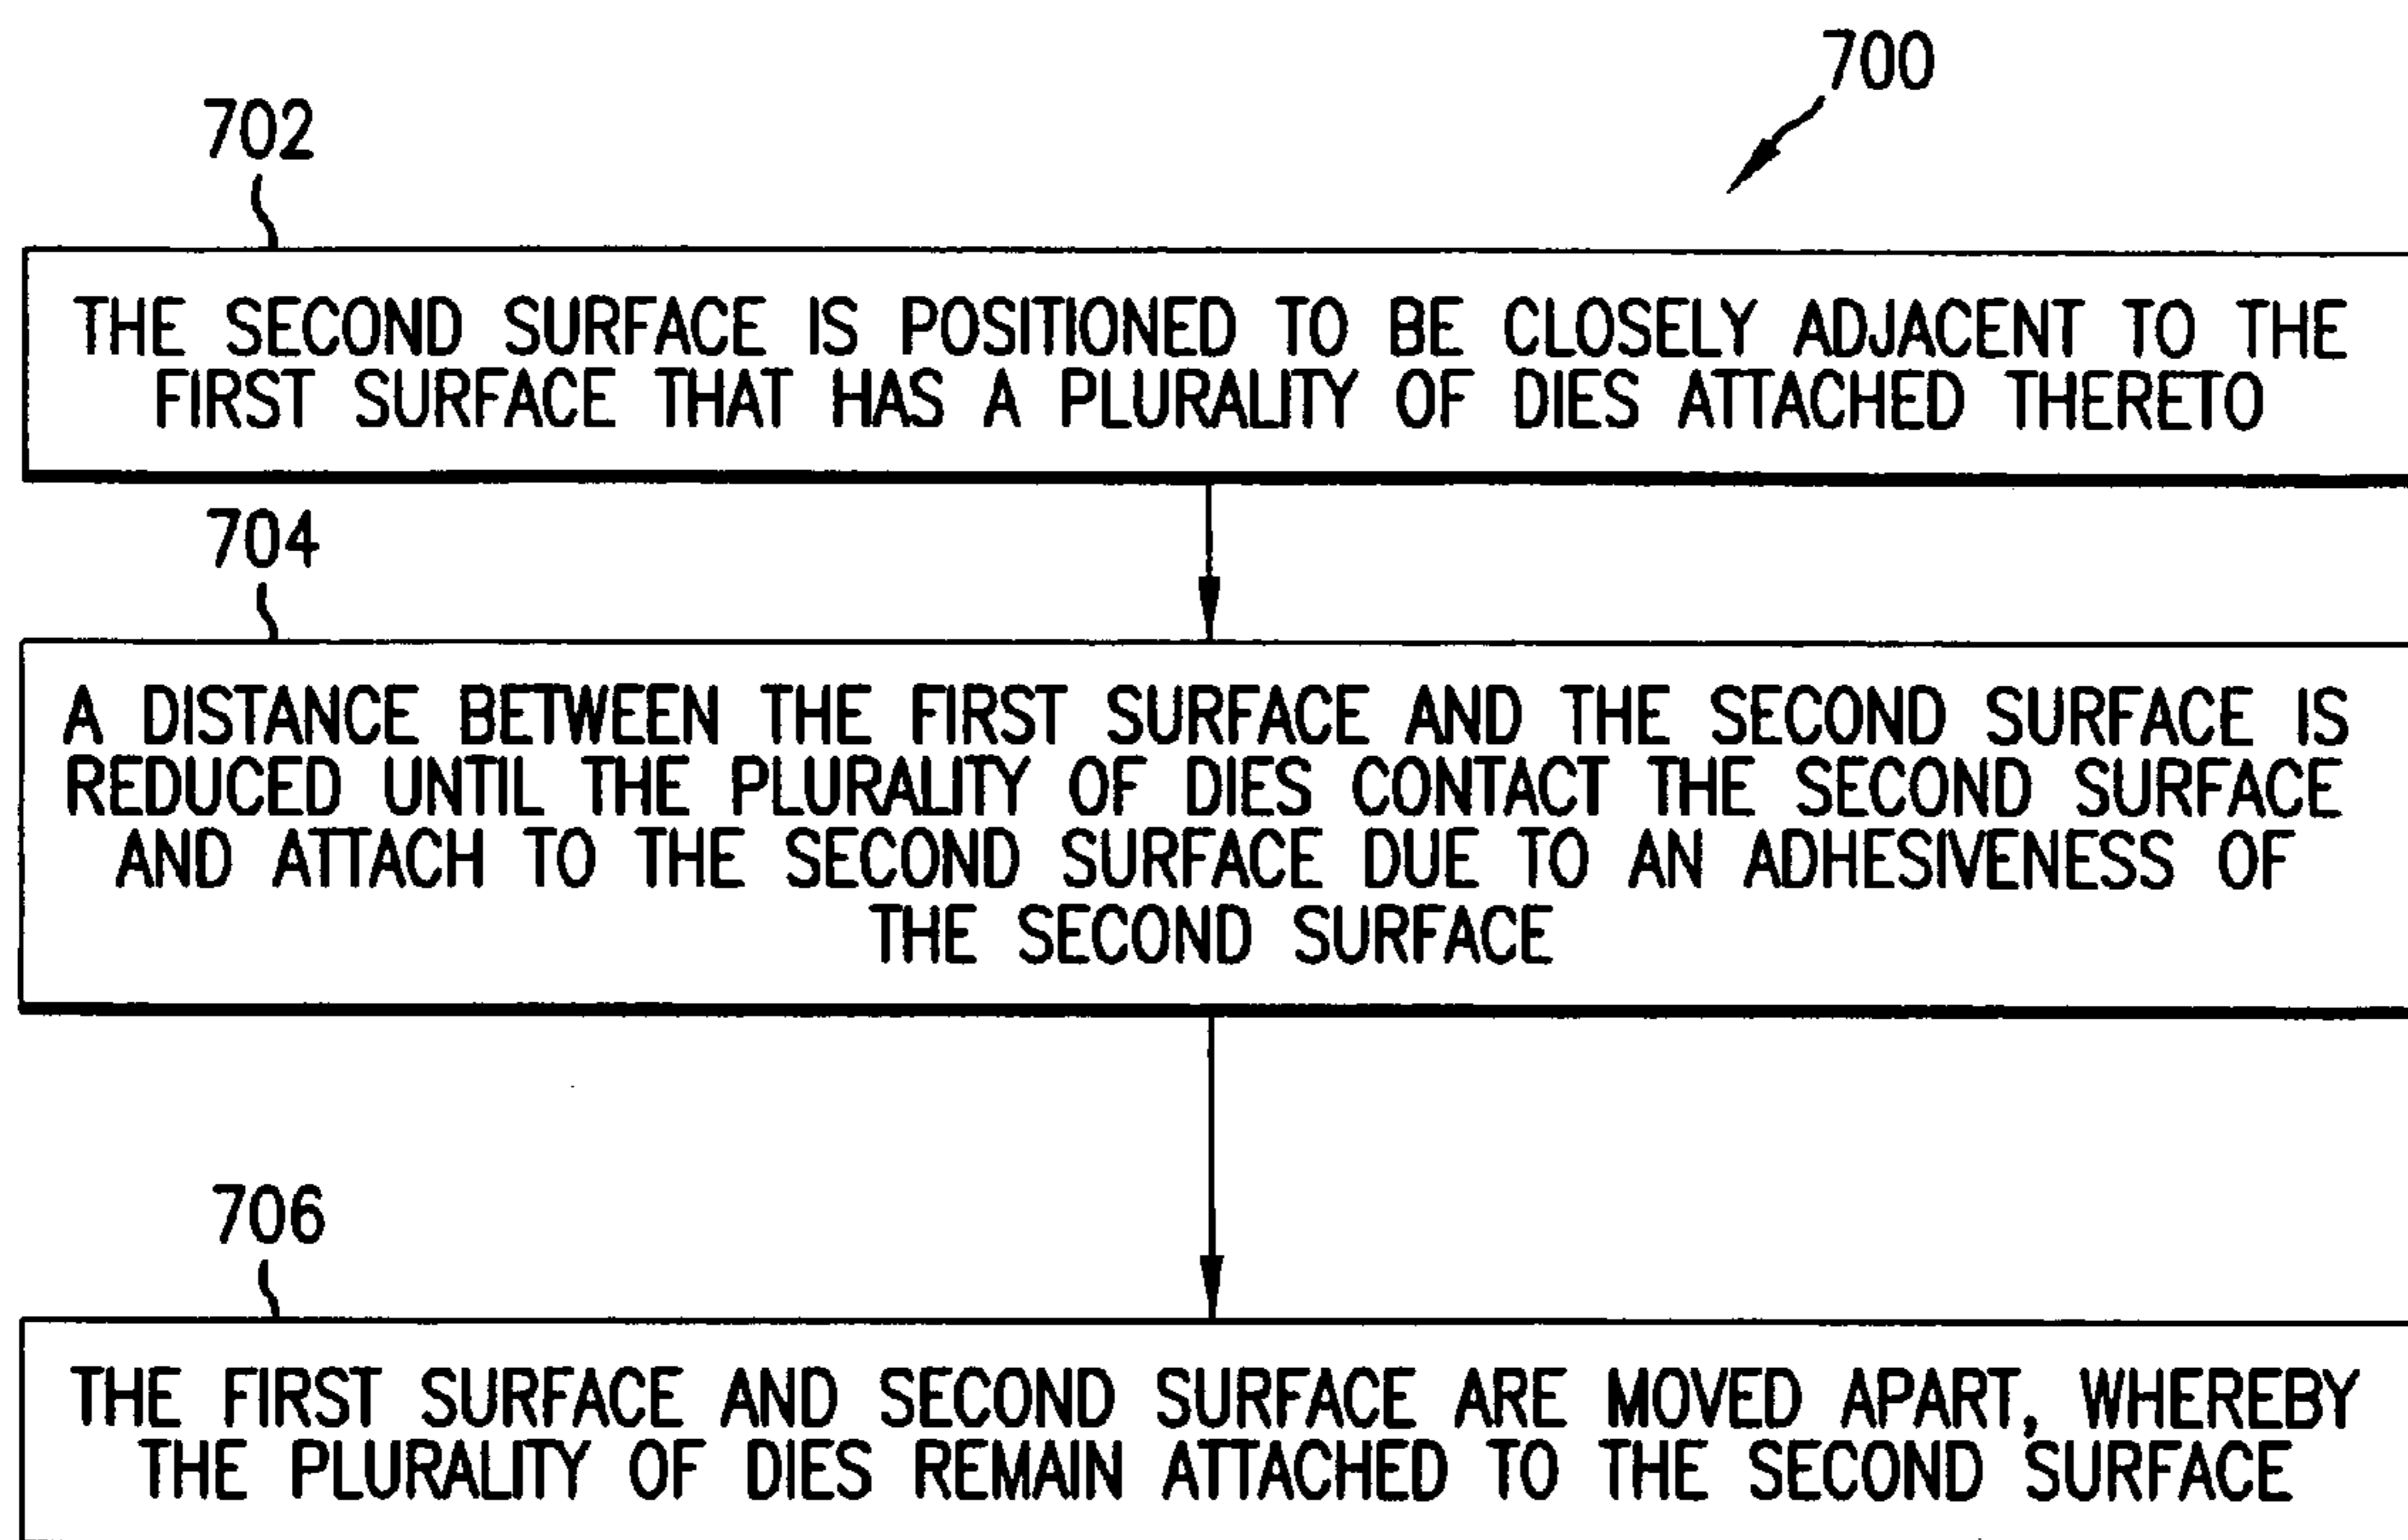 700
702
THE SECOND SURFACE IS POSITIONED TO BE CLOSELY ADJACENT TO THE
FIRST SURFACE THAT HAS A PLURALITY OF DIES ATTACHED THERETO
704
A DISTANCE BETWEEN THE FIRST SURFACE AND THE SECOND SURFACE IS
REDUCED UNTIL THE PLURALITY OF DIES CONTACT THE SECOND SURFACE
AND ATTACH TO THE SECOND SURFACE DUE TO AN ADHESIVENESS OF
THE SECOND SURFACE
706
THE FIRST SURFACE AND SECOND SURFACE ARE MOVED APART, WHEREBY
THE PLURALITY OF DIES REMAIN ATTACHED TO THE SECOND SURFACE